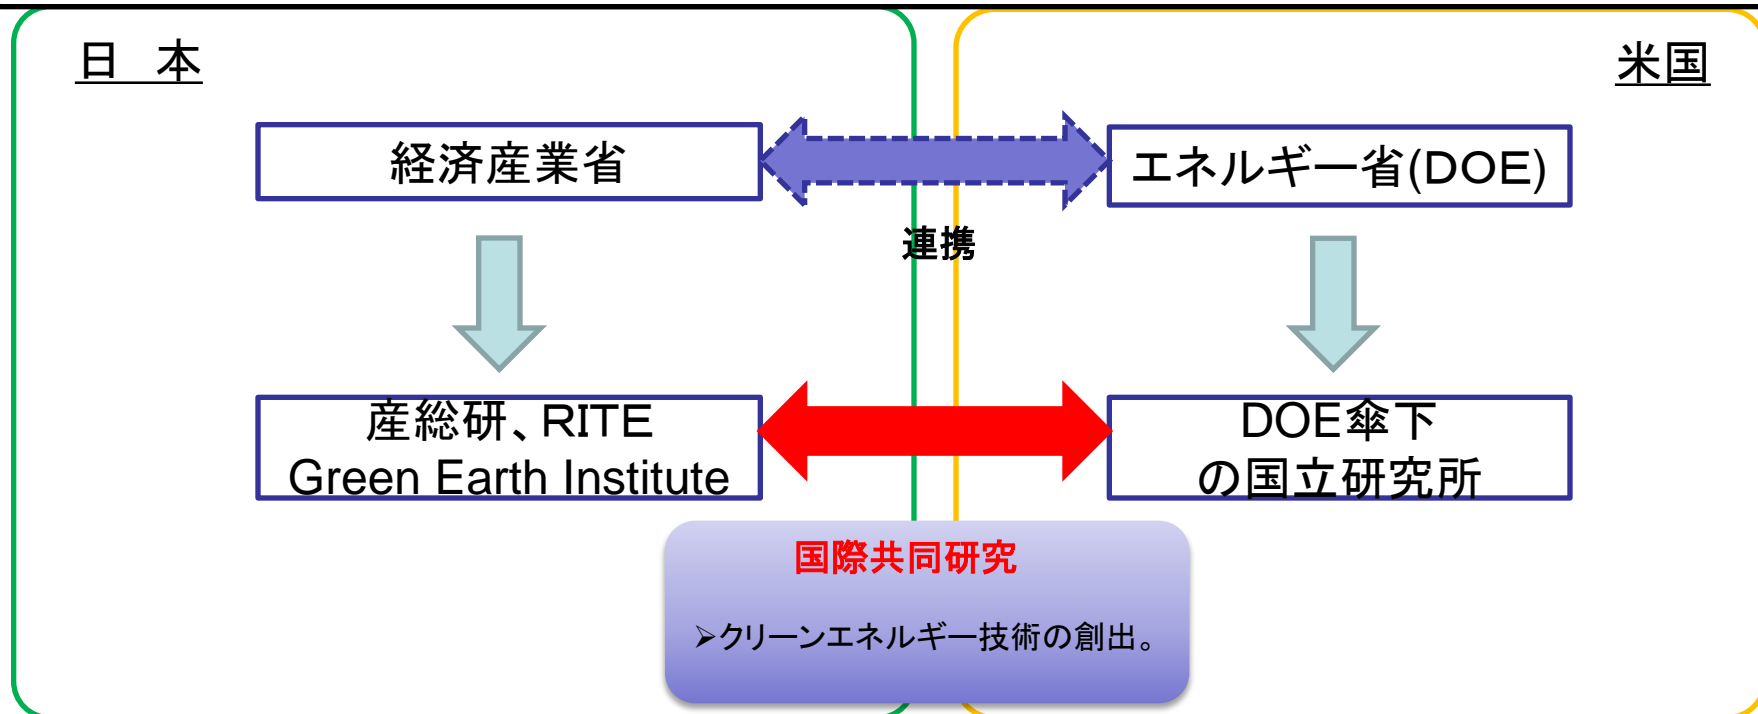 日　本
米国
経済産業省
エネルギー省(DOE)
連携
産総研、RITE
Green Earth Institute
DOE傘下
の国立研究所
国際共同研究
➢クリーンエネルギー技術の創出。